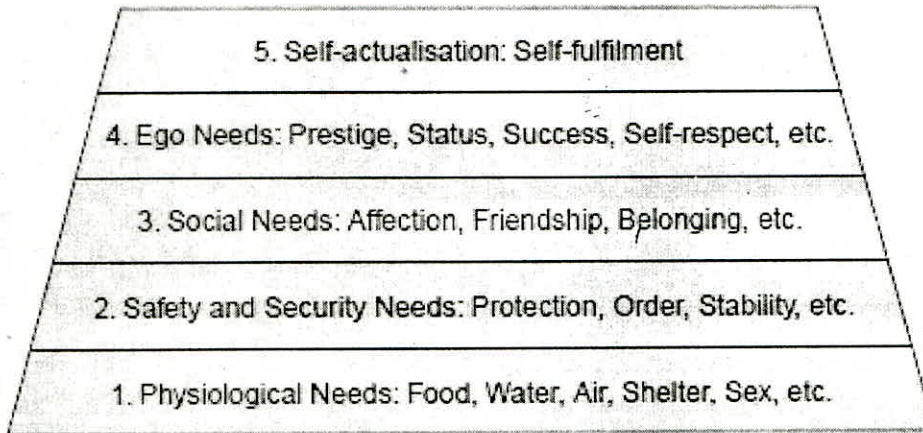 5. Self-actualisation: Self-fulfilment
4. Ego Needs: Prestige, Status, Success, Self-respect, etc.
3. Social Needs: Affection, Friendship, Belonging, etc.
2. Safety and Security Needs: Protection, Order, Stability, etc.
1. Physiological Needs: Food, Water, Air, Shelter, Sex, etc.